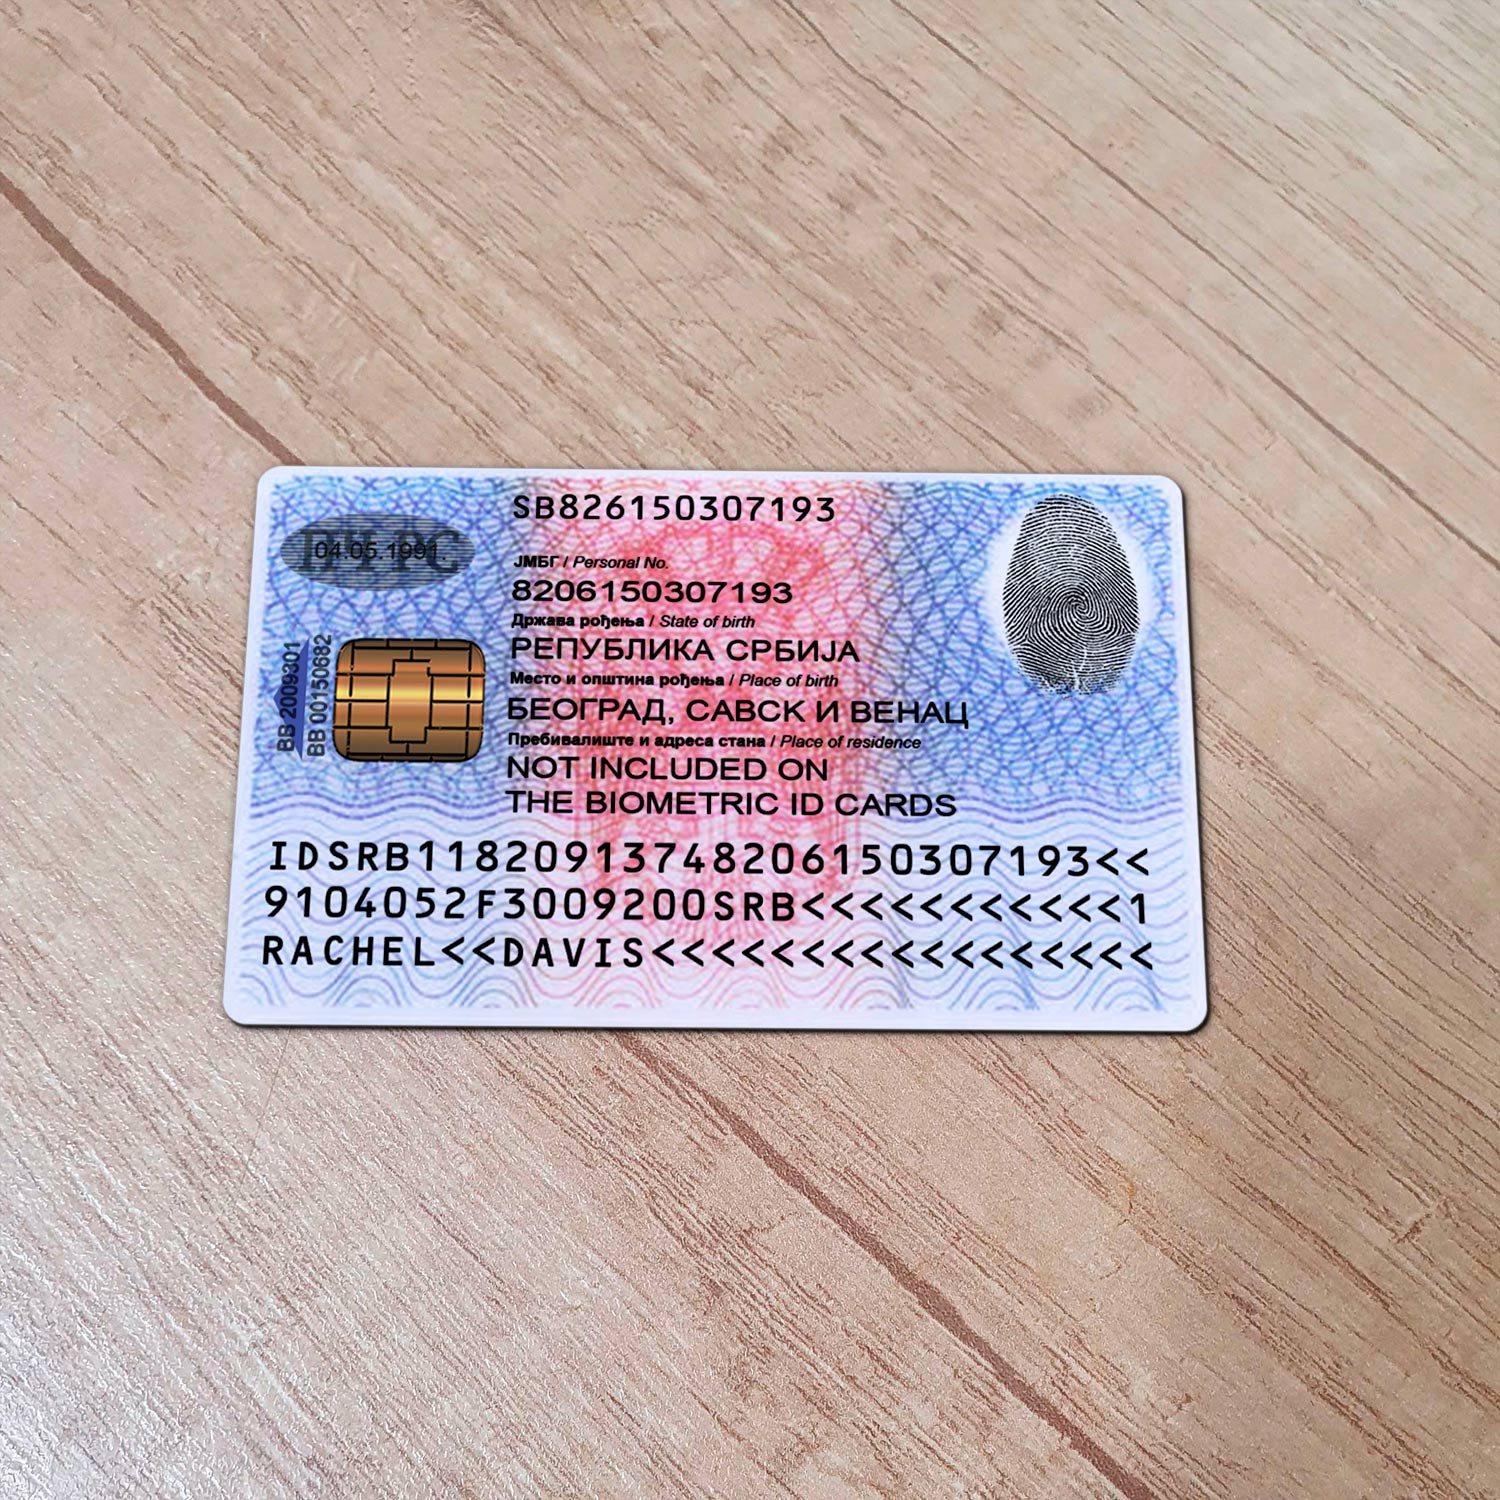 SB826150307193
04.05.1991
ЈМБГ / Personal No.
8206150307193
Држава рођења / State of birth
РЕПУБЛИКА СРБИЈА
Место и општина рођења / Place of birth
БЕОГРАД, САВСК И ВЕНАЦ
Пребивалиште и адреса стана / Place of residence
NOT INCLUDED ON
THE BIOMETRIC ID CARDS
BB 2009301
BB 00150682
IDSRB11820913748206150307193<<
9104052F3009200SRB<<<<<<<<<<<1
RACHEL<<DAVIS<<<<<<<<<<<<<<<<<